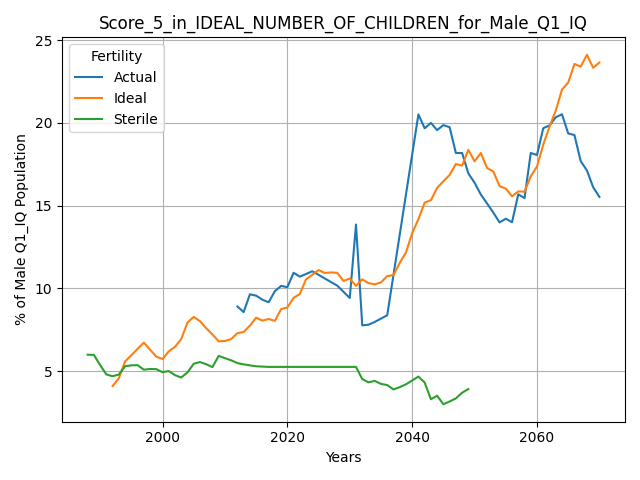 Score_5_in_IDEAL_NUMBER_OF_CHILDREN_for_Male_Q1_IQ
Fertility
Actual
Ideal
Sterile
% of Male Q1_IQ Population
25
20
15
10
5
2000 2020 2040 2060
Years